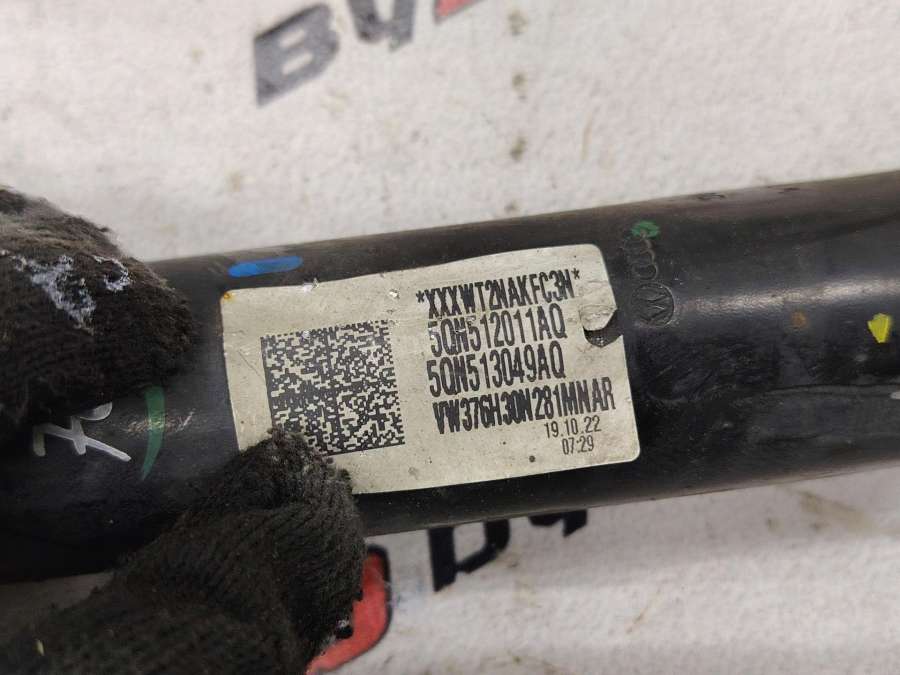 *XXXWT2NAKFC3N*
5QN512011AQ
5QN513049AQ
VW376H30N281MNAR
19.10.22
07:29